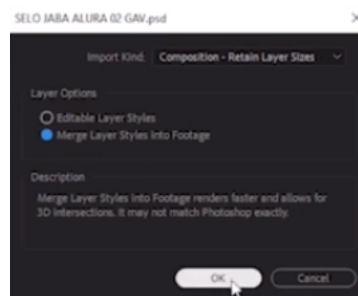 SELO JABA ALURA 02 GAV.psd
Import Kind: Composition - Retain Layer Sizes
Layer Options
Editable Layer Styles
Merge Layer Styles into Footage
Description
Merge Layer Styles into Footage renders faster and allows for
3D intersections. It may not match Photoshop exactly.
OK Cancel